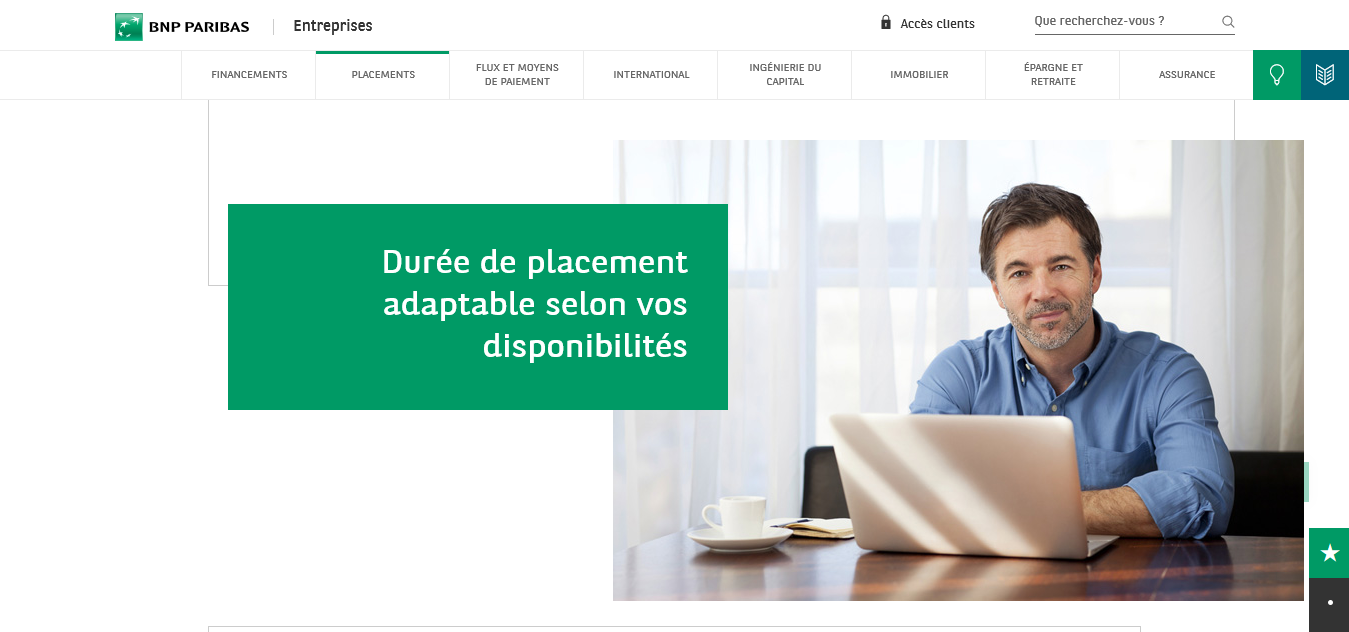 BNP PARIBAS
Entreprises
Accès clients
Que recherchez-vous ?
FINANCEMENTS
PLACEMENTS
FLUX ET MOYENS
DE PAIEMENT
INTERNATIONAL
INGÉNIERIE DU
CAPITAL
IMMOBILIER
ÉPARGNE ET
RETRAITE
ASSURANCE
Durée de placement
adaptable selon vos
disponibilités